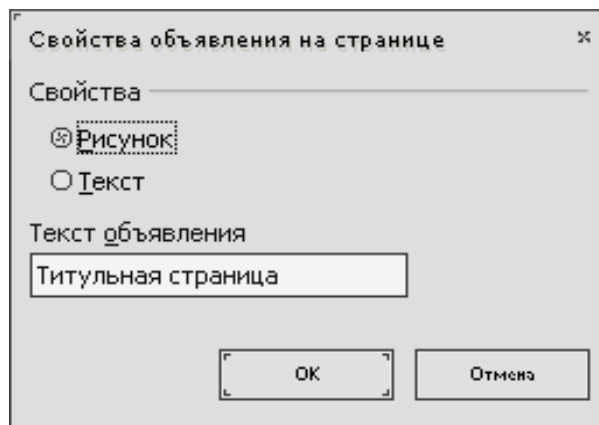 Свойства объявления на странице
Свойства
Рисунок
Текст
Текст объявления
Титульная страница
ОК
Отмена